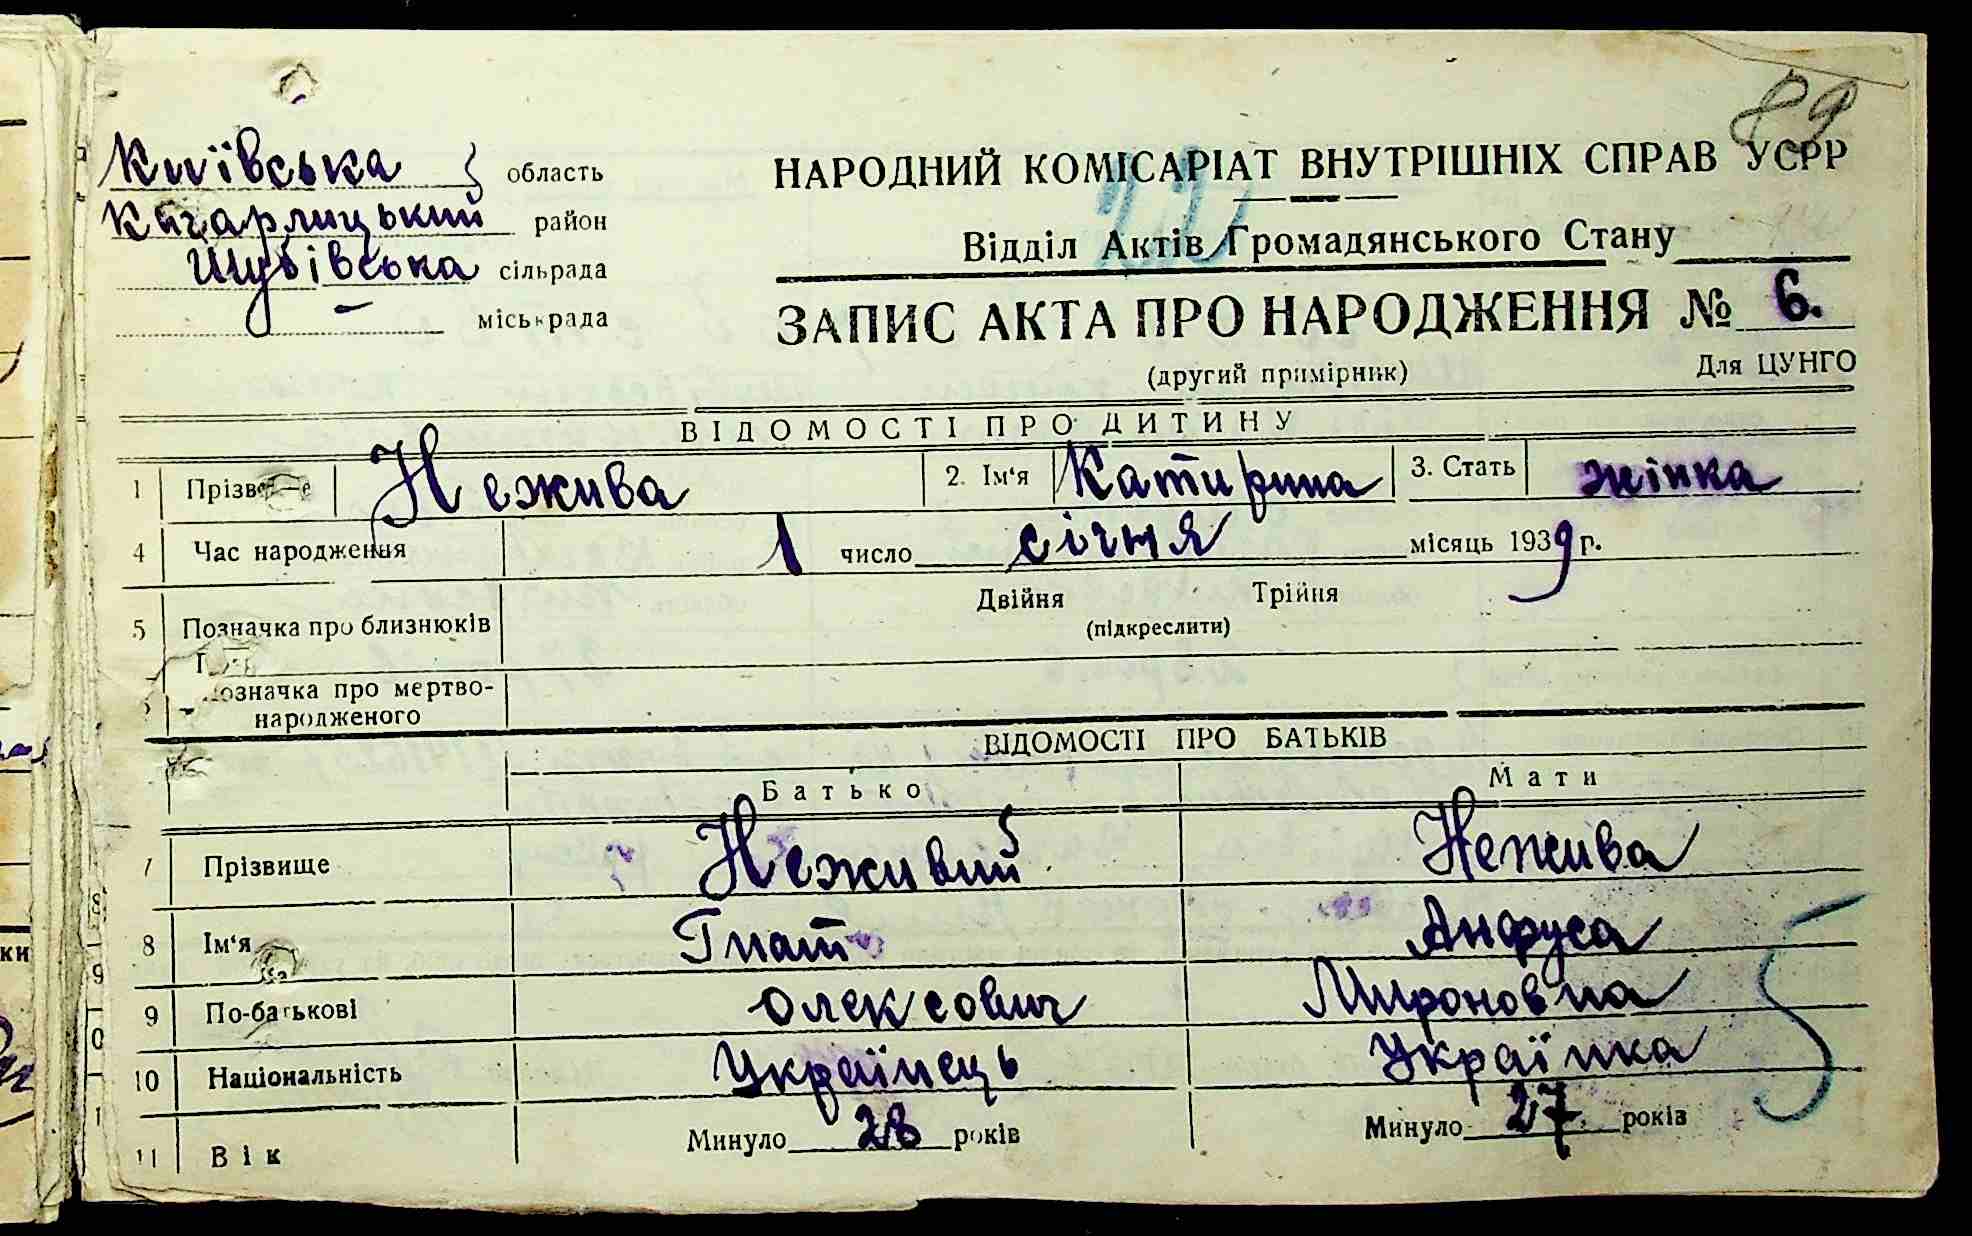 89
Київська область
Кагарлицький район
Шубівська сільрада
— міськрада
НАРОДНИЙ КОМІСАРІАТ ВНУТРІШНІХ СПРАВ УСРР
Відділ Актів Громадянського Стану
ЗАПИС АКТА ПРО НАРОДЖЕННЯ № 6.
(другий примірник)
Для ЦУНГО
ВІДОМОСТІ ПРО ДИТИНУ
1 Прізвище Нежива 2. Ім‘я Катирина 3. Стать жінка
4 Час народження 1 число січня місяць 1939 р.
5 Позначка про близнюків Двійня Трійня
(підкреслити)
Позначка про мертво-
народженого
ВІДОМОСТІ ПРО БАТЬКІВ
Батько Мати
7 Прізвище Неживий Нежива
8 Ім‘я Гнат Анфуса
9 По-батькові Олексович Мироновна
10 Національність Українець Українка
11 Вік Минуло 28 років Минуло 27 років